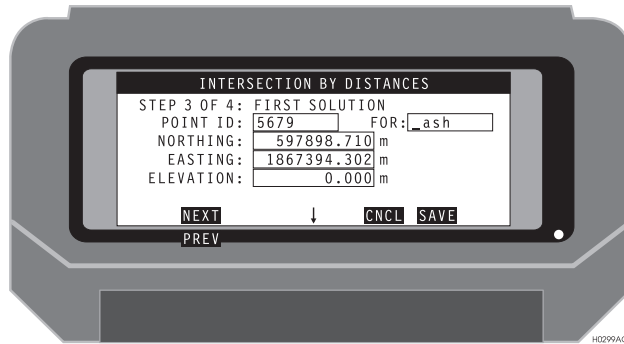 INTERSECTION BY DISTANCES
STEP 3 OF 4: FIRST SOLUTION
POINT ID: 5679 FOR: _ash
NORTHING: 597898.710 m
EASTING: 1867394.302 m
ELEVATION: 0.000 m
NEXT ↓ CNCL SAVE
PREV
H0299AC